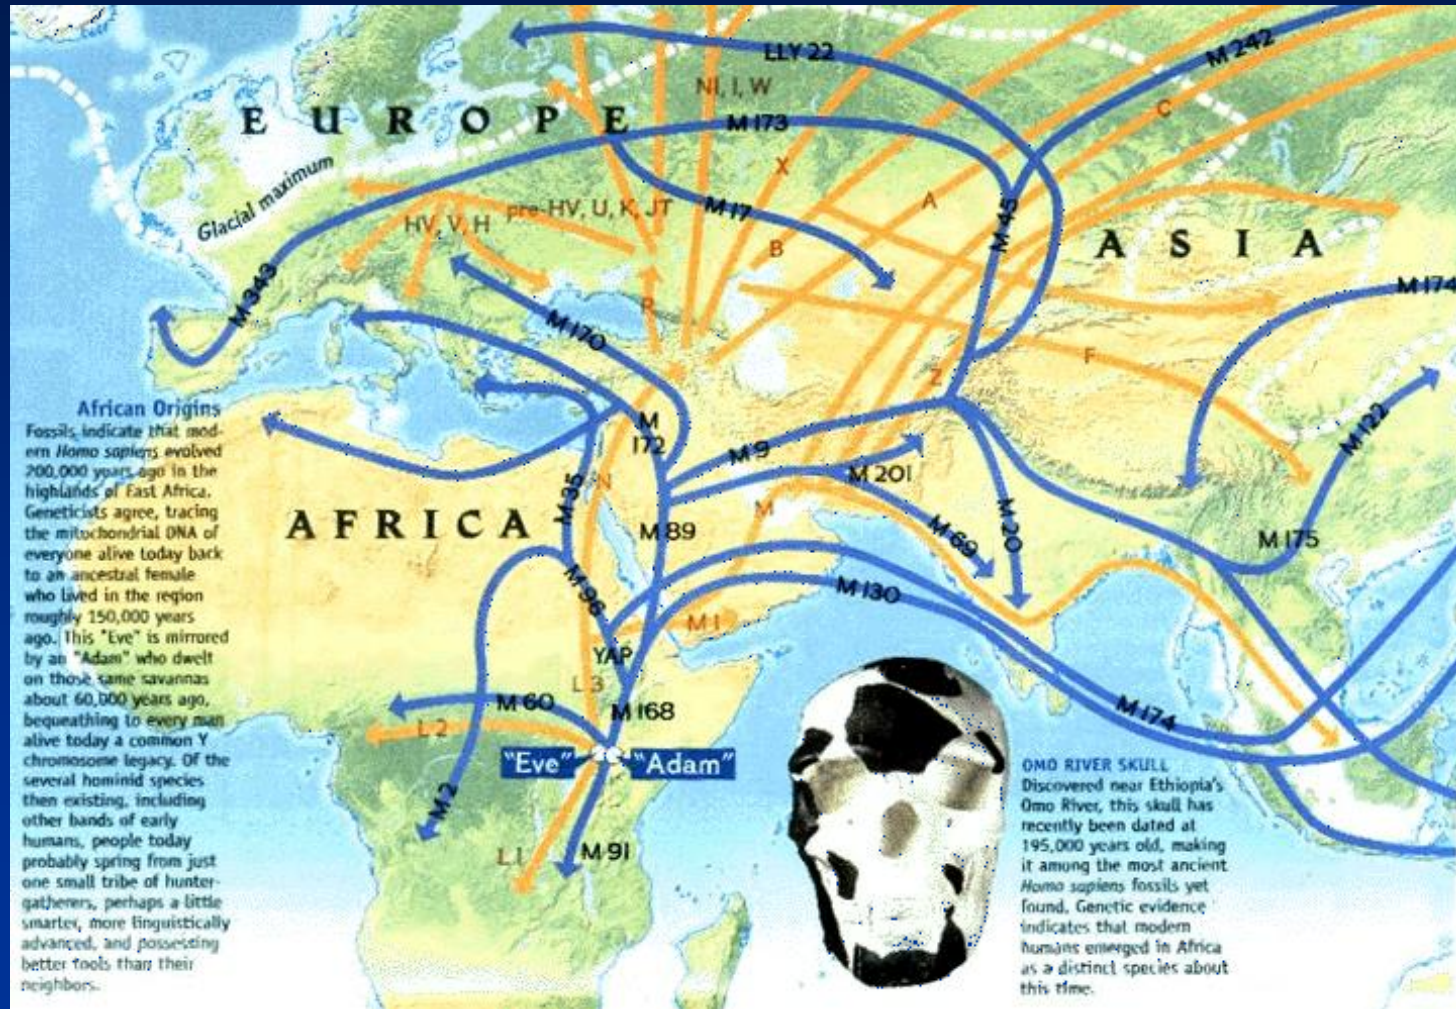 LLY 22
M 242
NI, I, W
C
EUROPE
M 173
X
Glacial maximum
HV, V, H
pre-HV, U, K, JT
M 17
A
M 45
B
ASIA
M 343
R
M 170
M 174
F
Z
M 122
African Origins
Fossils indicate that mod-
ern Homo sapiens evolved
200,000 years ago in the
highlands of East Africa.
Geneticists agree, tracing
the mitochondrial DNA of
everyone alive today back
to an ancestral female
who lived in the region
roughly 150,000 years
ago. This "Eve" is mirrored
by an "Adam" who dwelt
on those same savannas
about 60,000 years ago,
bequeathing to every man
alive today a common Y
chromosome legacy. Of the
several hominid species
then existing, including
other bands of early
humans, people today
probably spring from just
one small tribe of hunter-
gatherers, perhaps a little
smarter, more linguistically
advanced, and possessing
better tools than their
neighbors.
M
172
M 9
M 201
N
M 35
AFRICA
M
M 89
M 69
M 20
M 175
M 96
M 130
M1
YAP
L 3
M 60
M 168
M 174
L 2
"Eve"
"Adam"
M 2
L1
M 91
OMO RIVER SKULL
Discovered near Ethiopia's
Omo River, this skull has
recently been dated at
195,000 years old, making
it among the most ancient
Homo sapiens fossils yet
found. Genetic evidence
indicates that modern
humans emerged in Africa
as a distinct species about
this time.